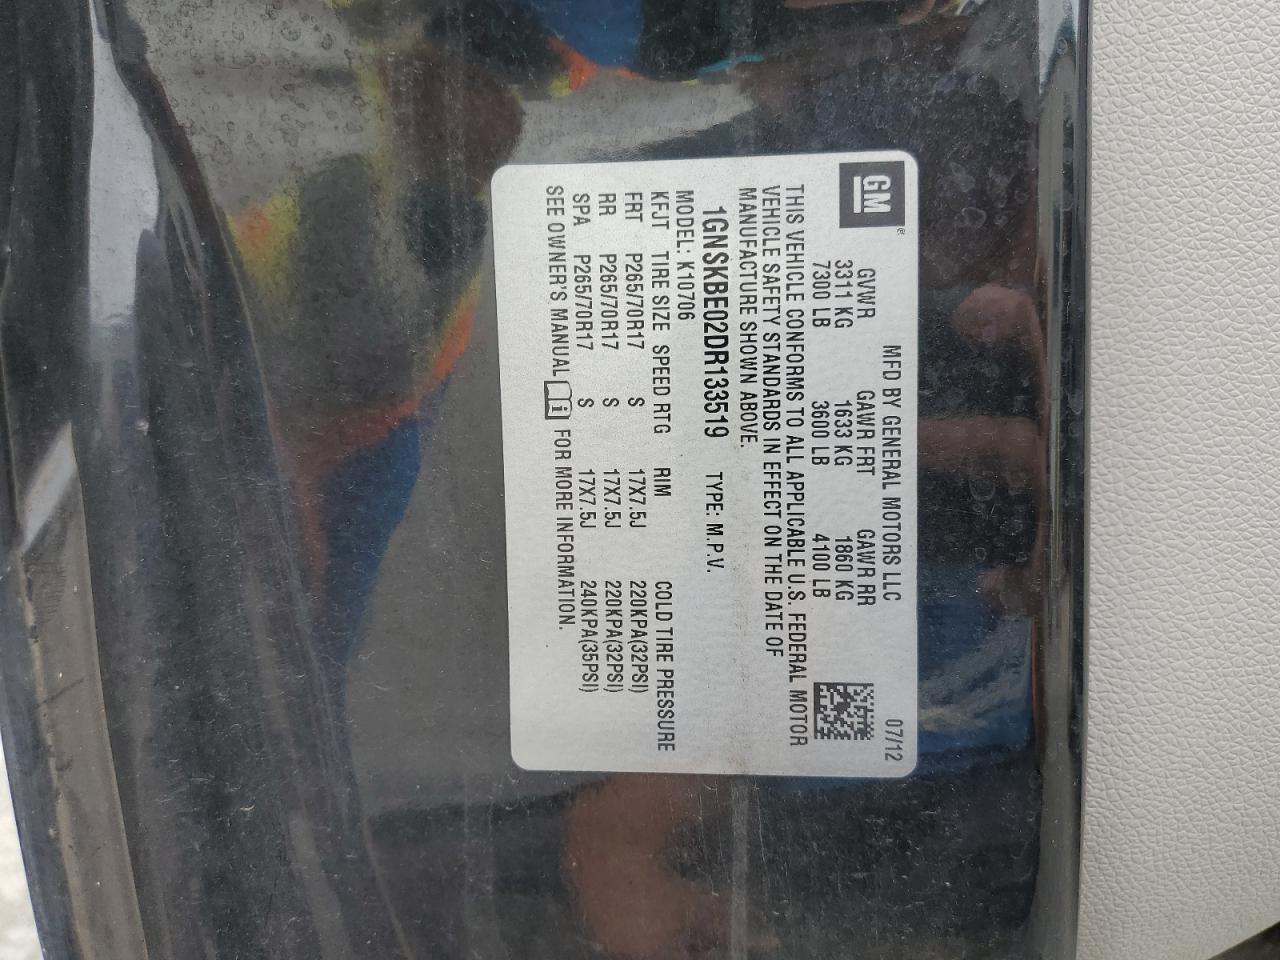 GM®
MFD BY GENERAL MOTORS LLC 07/12
GVWR GAWR FRT GAWR RR
3311 KG 1633 KG 1860 KG
7300 LB 3600 LB 4100 LB
THIS VEHICLE CONFORMS TO ALL APPLICABLE U.S. FEDERAL MOTOR
VEHICLE SAFETY STANDARDS IN EFFECT ON THE DATE OF
MANUFACTURE SHOWN ABOVE.
1GNSKBE02DR133519 TYPE: M.P.V.
MODEL: K10706
KFJT TIRE SIZE SPEED RTG RIM COLD TIRE PRESSURE
FRT P265/70R17 S 17X7.5J 220KPA(32PSI)
RR P265/70R17 S 17X7.5J 220KPA(32PSI)
SPA P265/70R17 S 17X7.5J 240KPA(35PSI)
SEE OWNER'S MANUAL i FOR MORE INFORMATION.